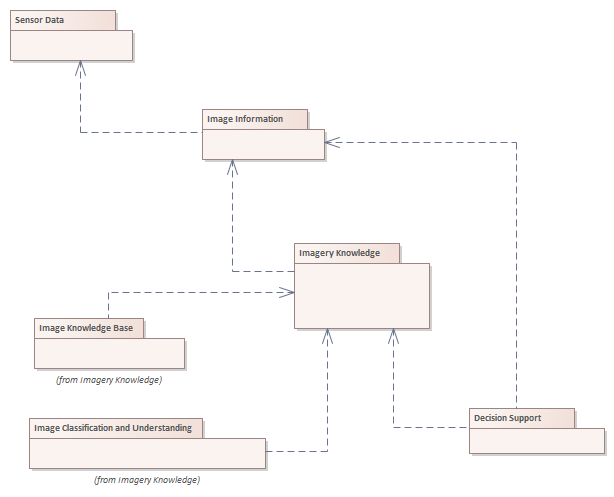 Sensor Data
Image Information
Imagery Knowledge
Image Knowledge Base
(from Imagery Knowledge)
Image Classification and Understanding
(from Imagery Knowledge)
Decision Support